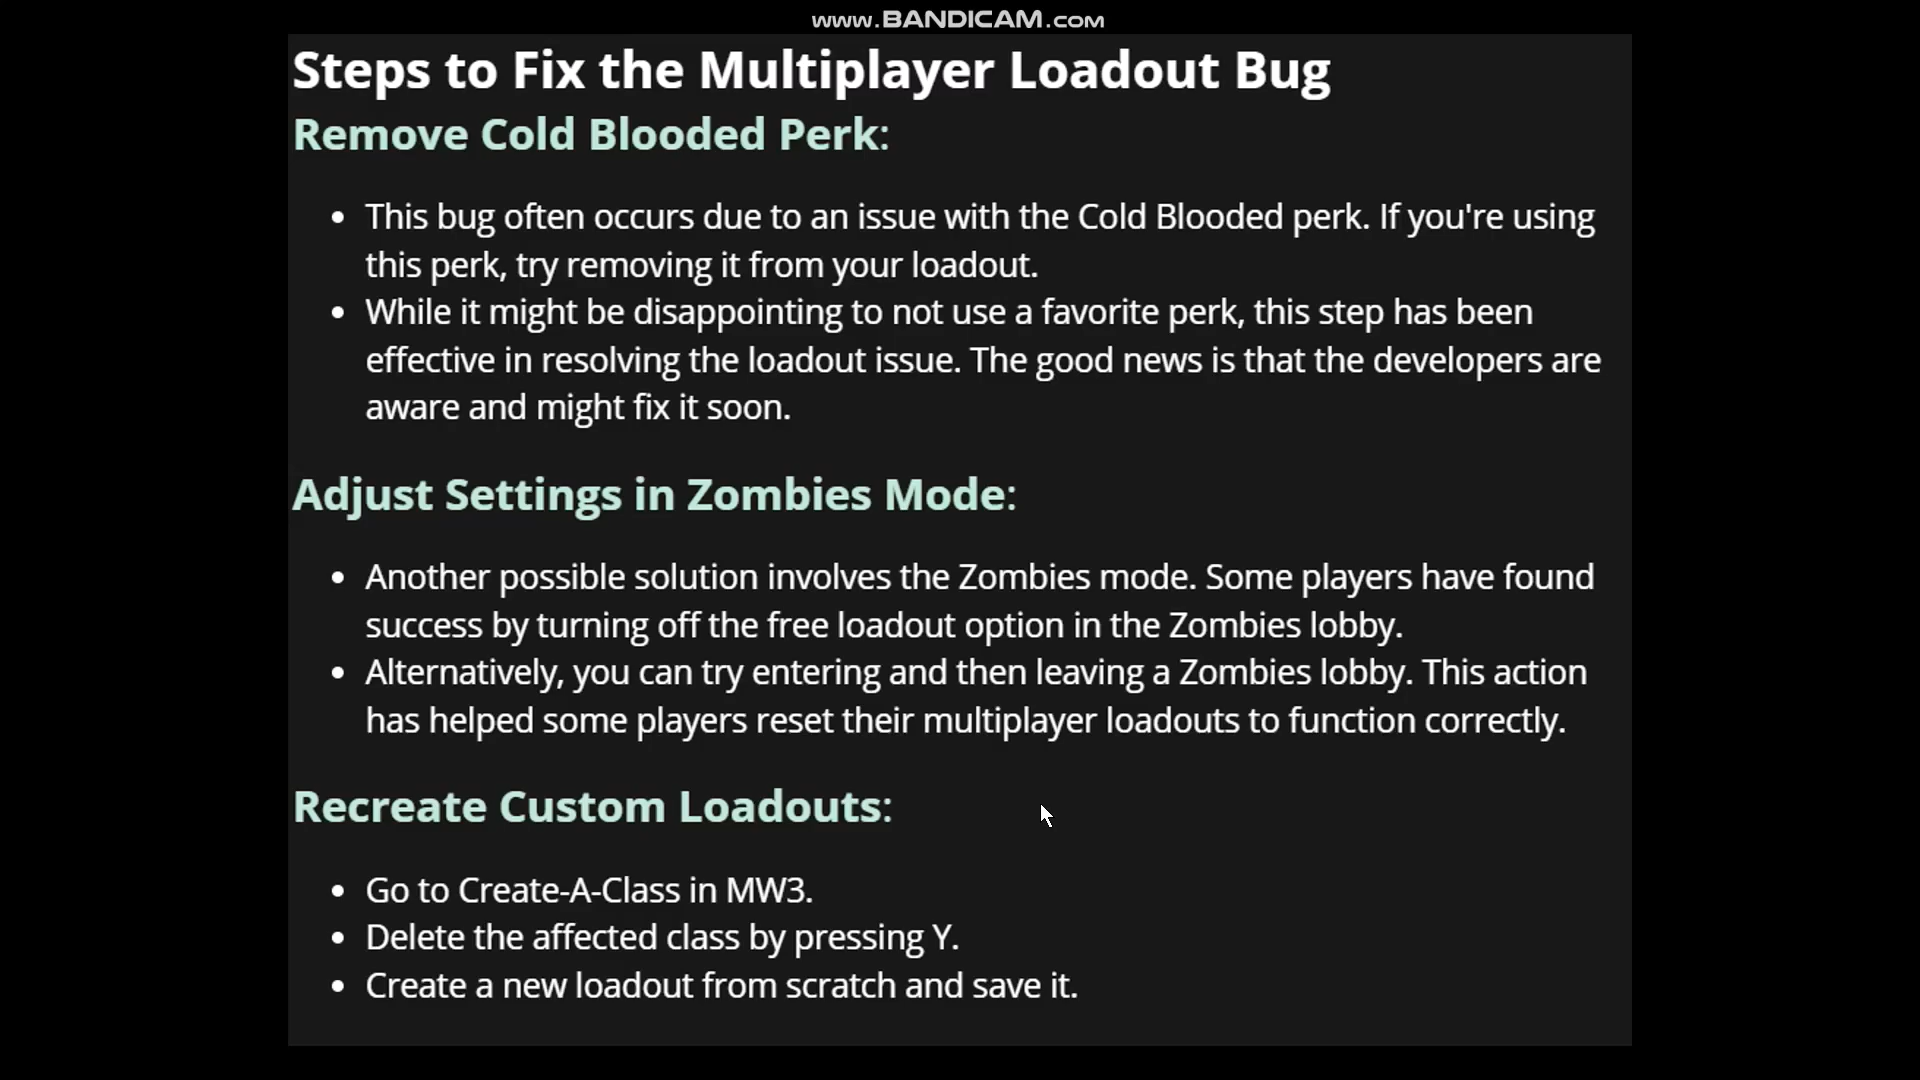 www.BANDICAM.com
Steps to Fix the Multiplayer Loadout Bug
Remove Cold Blooded Perk:
• This bug often occurs due to an issue with the Cold Blooded perk. If you're using
this perk, try removing it from your loadout.
• While it might be disappointing to not use a favorite perk, this step has been
effective in resolving the loadout issue. The good news is that the developers are
aware and might fix it soon.
Adjust Settings in Zombies Mode:
• Another possible solution involves the Zombies mode. Some players have found
success by turning off the free loadout option in the Zombies lobby.
• Alternatively, you can try entering and then leaving a Zombies lobby. This action
has helped some players reset their multiplayer loadouts to function correctly.
Recreate Custom Loadouts:
• Go to Create-A-Class in MW3.
• Delete the affected class by pressing Y.
• Create a new loadout from scratch and save it.